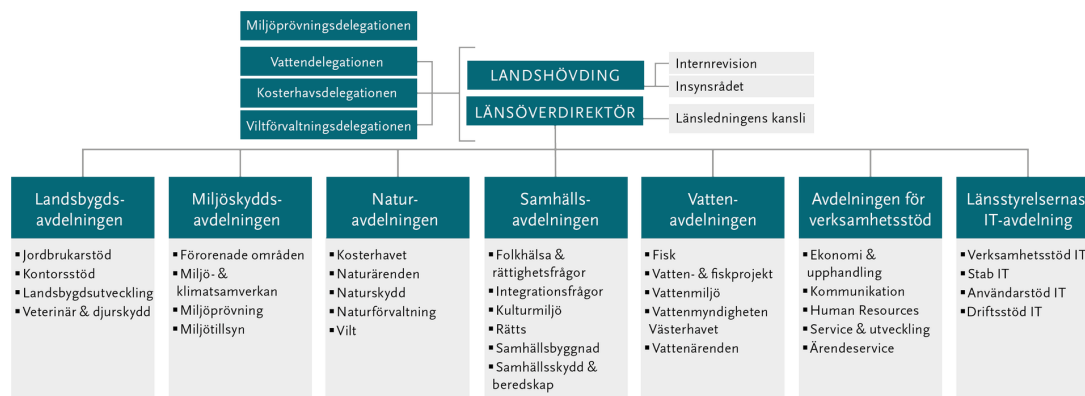 Miljöprövningsdelegationen
Vattendelegationen
Kosterhavsdelegationen
Viltförvaltningsdelegationen
LANDSHÖVDING
LÄNSÖVERDIREKTÖR
Internrevision
Insynsrådet
Länsledningens kansli
Landsbygds-
avdelningen
▪ Jordbrukarstöd
▪ Kontorsstöd
▪ Landsbygdsutveckling
▪ Veterinär & djurskydd
Miljöskydds-
avdelningen
▪ Förorenade områden
▪ Miljö- &
klimatsamverkan
▪ Miljöprövning
▪ Miljötillsyn
Natur-
avdelningen
▪ Kosterhavet
▪ Naturärenden
▪ Naturskydd
▪ Naturförvaltning
▪ Vilt
Samhälls-
avdelningen
▪ Folkhälsa &
rättighetsfrågor
▪ Integrationsfrågor
▪ Kulturmiljö
▪ Rätts
▪ Samhällsbyggnad
▪ Samhällsskydd &
beredskap
Vatten-
avdelningen
▪ Fisk
▪ Vatten- & fiskprojekt
▪ Vattenmiljö
▪ Vattenmyndigheten
Västerhavet
▪ Vattenärenden
Avdelningen för
verksamhetsstöd
▪ Ekonomi &
upphandling
▪ Kommunikation
▪ Human Resources
▪ Service & utveckling
▪ Ärendeservice
Länsstyrelsernas
IT-avdelning
▪ Verksamhetsstöd IT
▪ Stab IT
▪ Användarstöd IT
▪ Driftsstöd IT